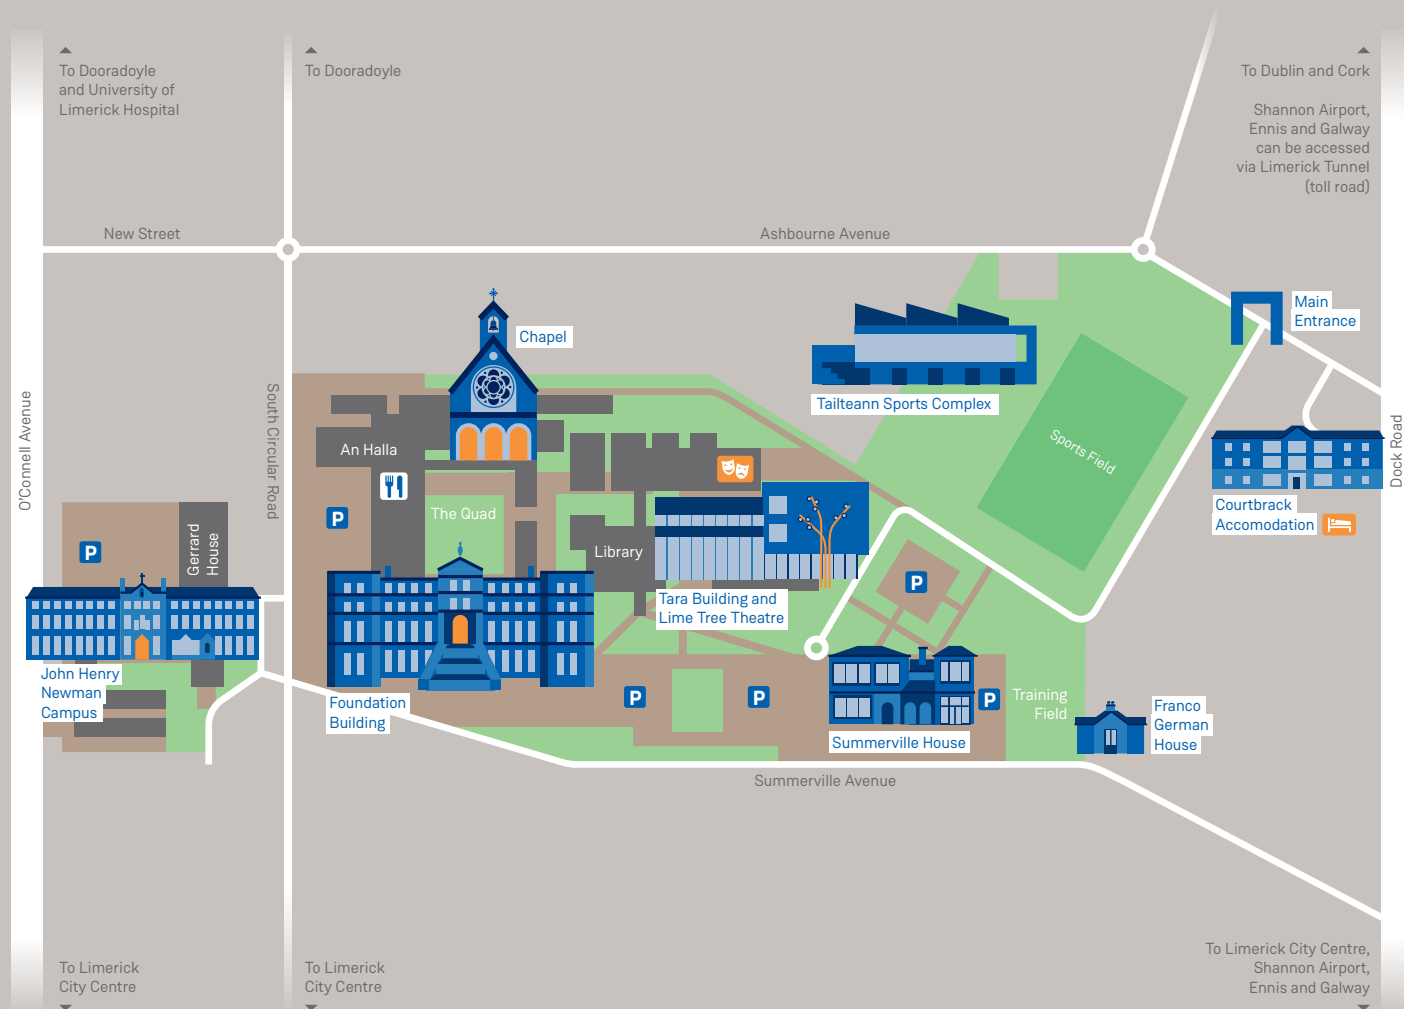 To Dooradoyle
and University of
Limerick Hospital
To Dooradoyle
To Dublin and Cork
Shannon Airport,
Ennis and Galway
can be accessed
via Limerick Tunnel
(toll road)
New Street
Ashbourne Avenue
Main
Entrance
Chapel
Tailteann Sports Complex
O'Connell Avenue
South Circular Road
An Halla
Sports Field
Dock Road
The Quad
P
Courtbrack
Accomodation
Gerrard
House
P
Library
P
Tara Building and
Lime Tree Theatre
John Henry
Newman
Campus
Foundation
Building
P
P
P
Training
Field
Franco
German
House
Summerville House
Summerville Avenue
To Limerick
City Centre
To Limerick
City Centre
To Limerick City Centre,
Shannon Airport,
Ennis and Galway